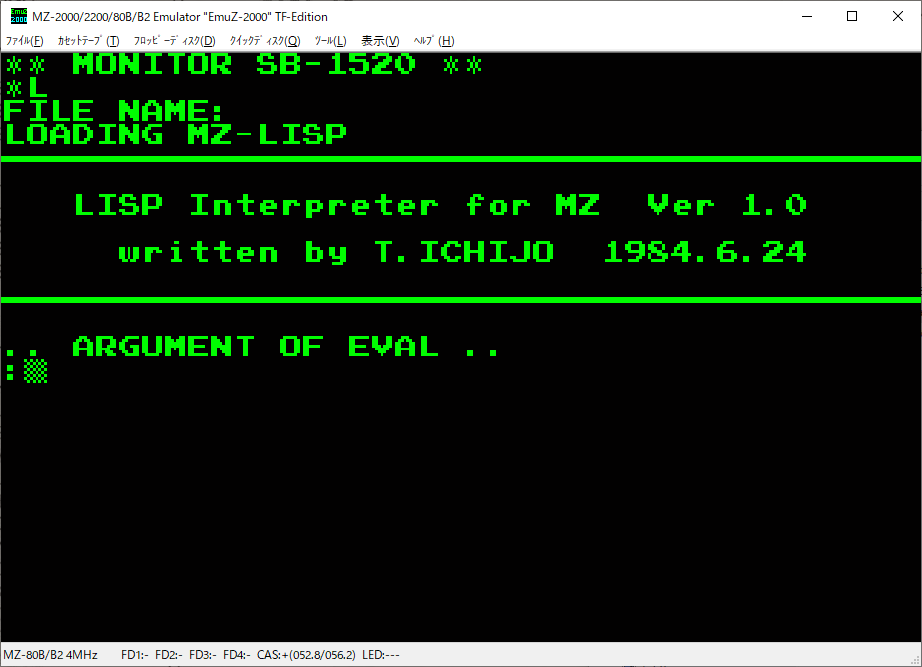 EmuZ 2000
MZ-2000/2200/80B/B2 Emulator "EmuZ-2000" TF-Edition
ﾌｧｲﾙ(F) ｶｾｯﾄﾃｰﾌﾟ(T) ﾌﾛｯﾋﾟｰﾃﾞｨｽｸ(D) ｸｲｯｸﾃﾞｨｽｸ(Q) ﾂｰﾙ(L) 表示(V) ﾍﾙﾌﾟ(H)
** MONITOR SB-1520 **
*L
FILE NAME:
LOADING MZ-LISP
LISP Interpreter for MZ Ver 1.0
written by T.ICHIJO 1984.6.24
.. ARGUMENT OF EVAL ..
:
MZ-80B/B2 4MHz FD1:- FD2:- FD3:- FD4:- CAS:+(052.8/056.2) LED:---